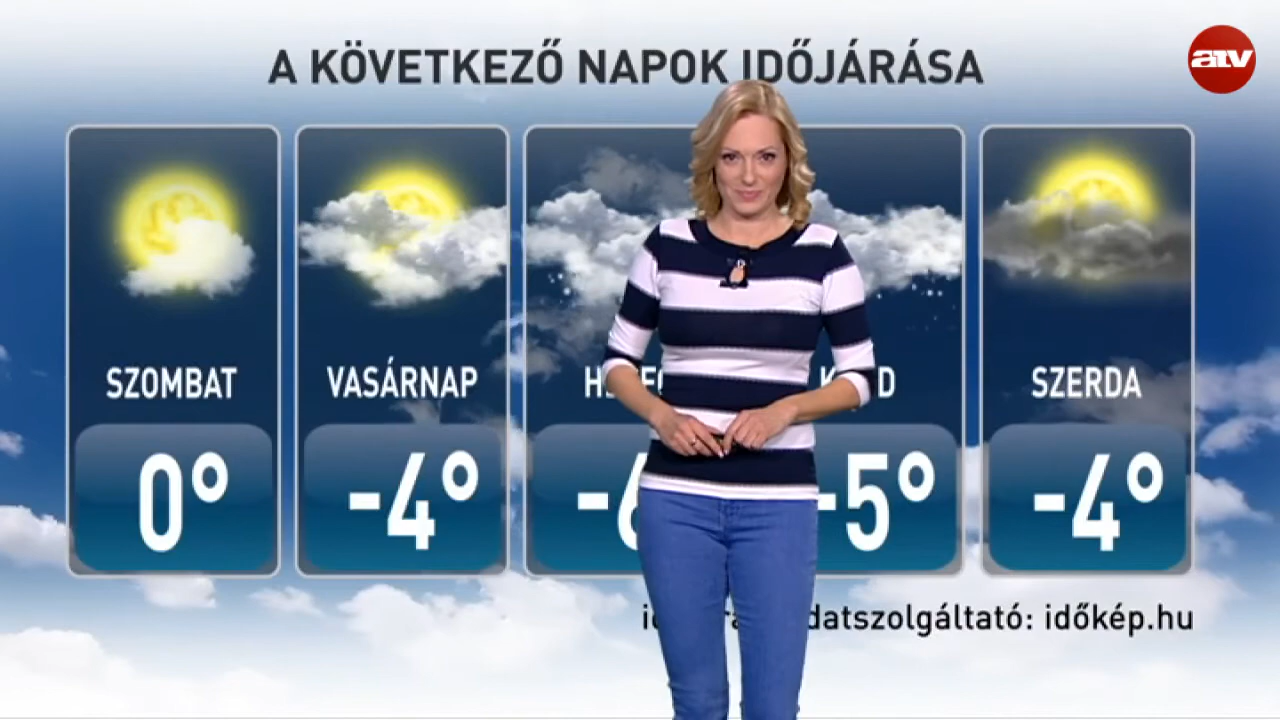 A KÖVETKEZŐ NAPOK IDŐJÁRÁSA
atv
SZOMBAT
VASÁRNAP
SZERDA
0°
-4°
-5°
-4°
időkép.hu